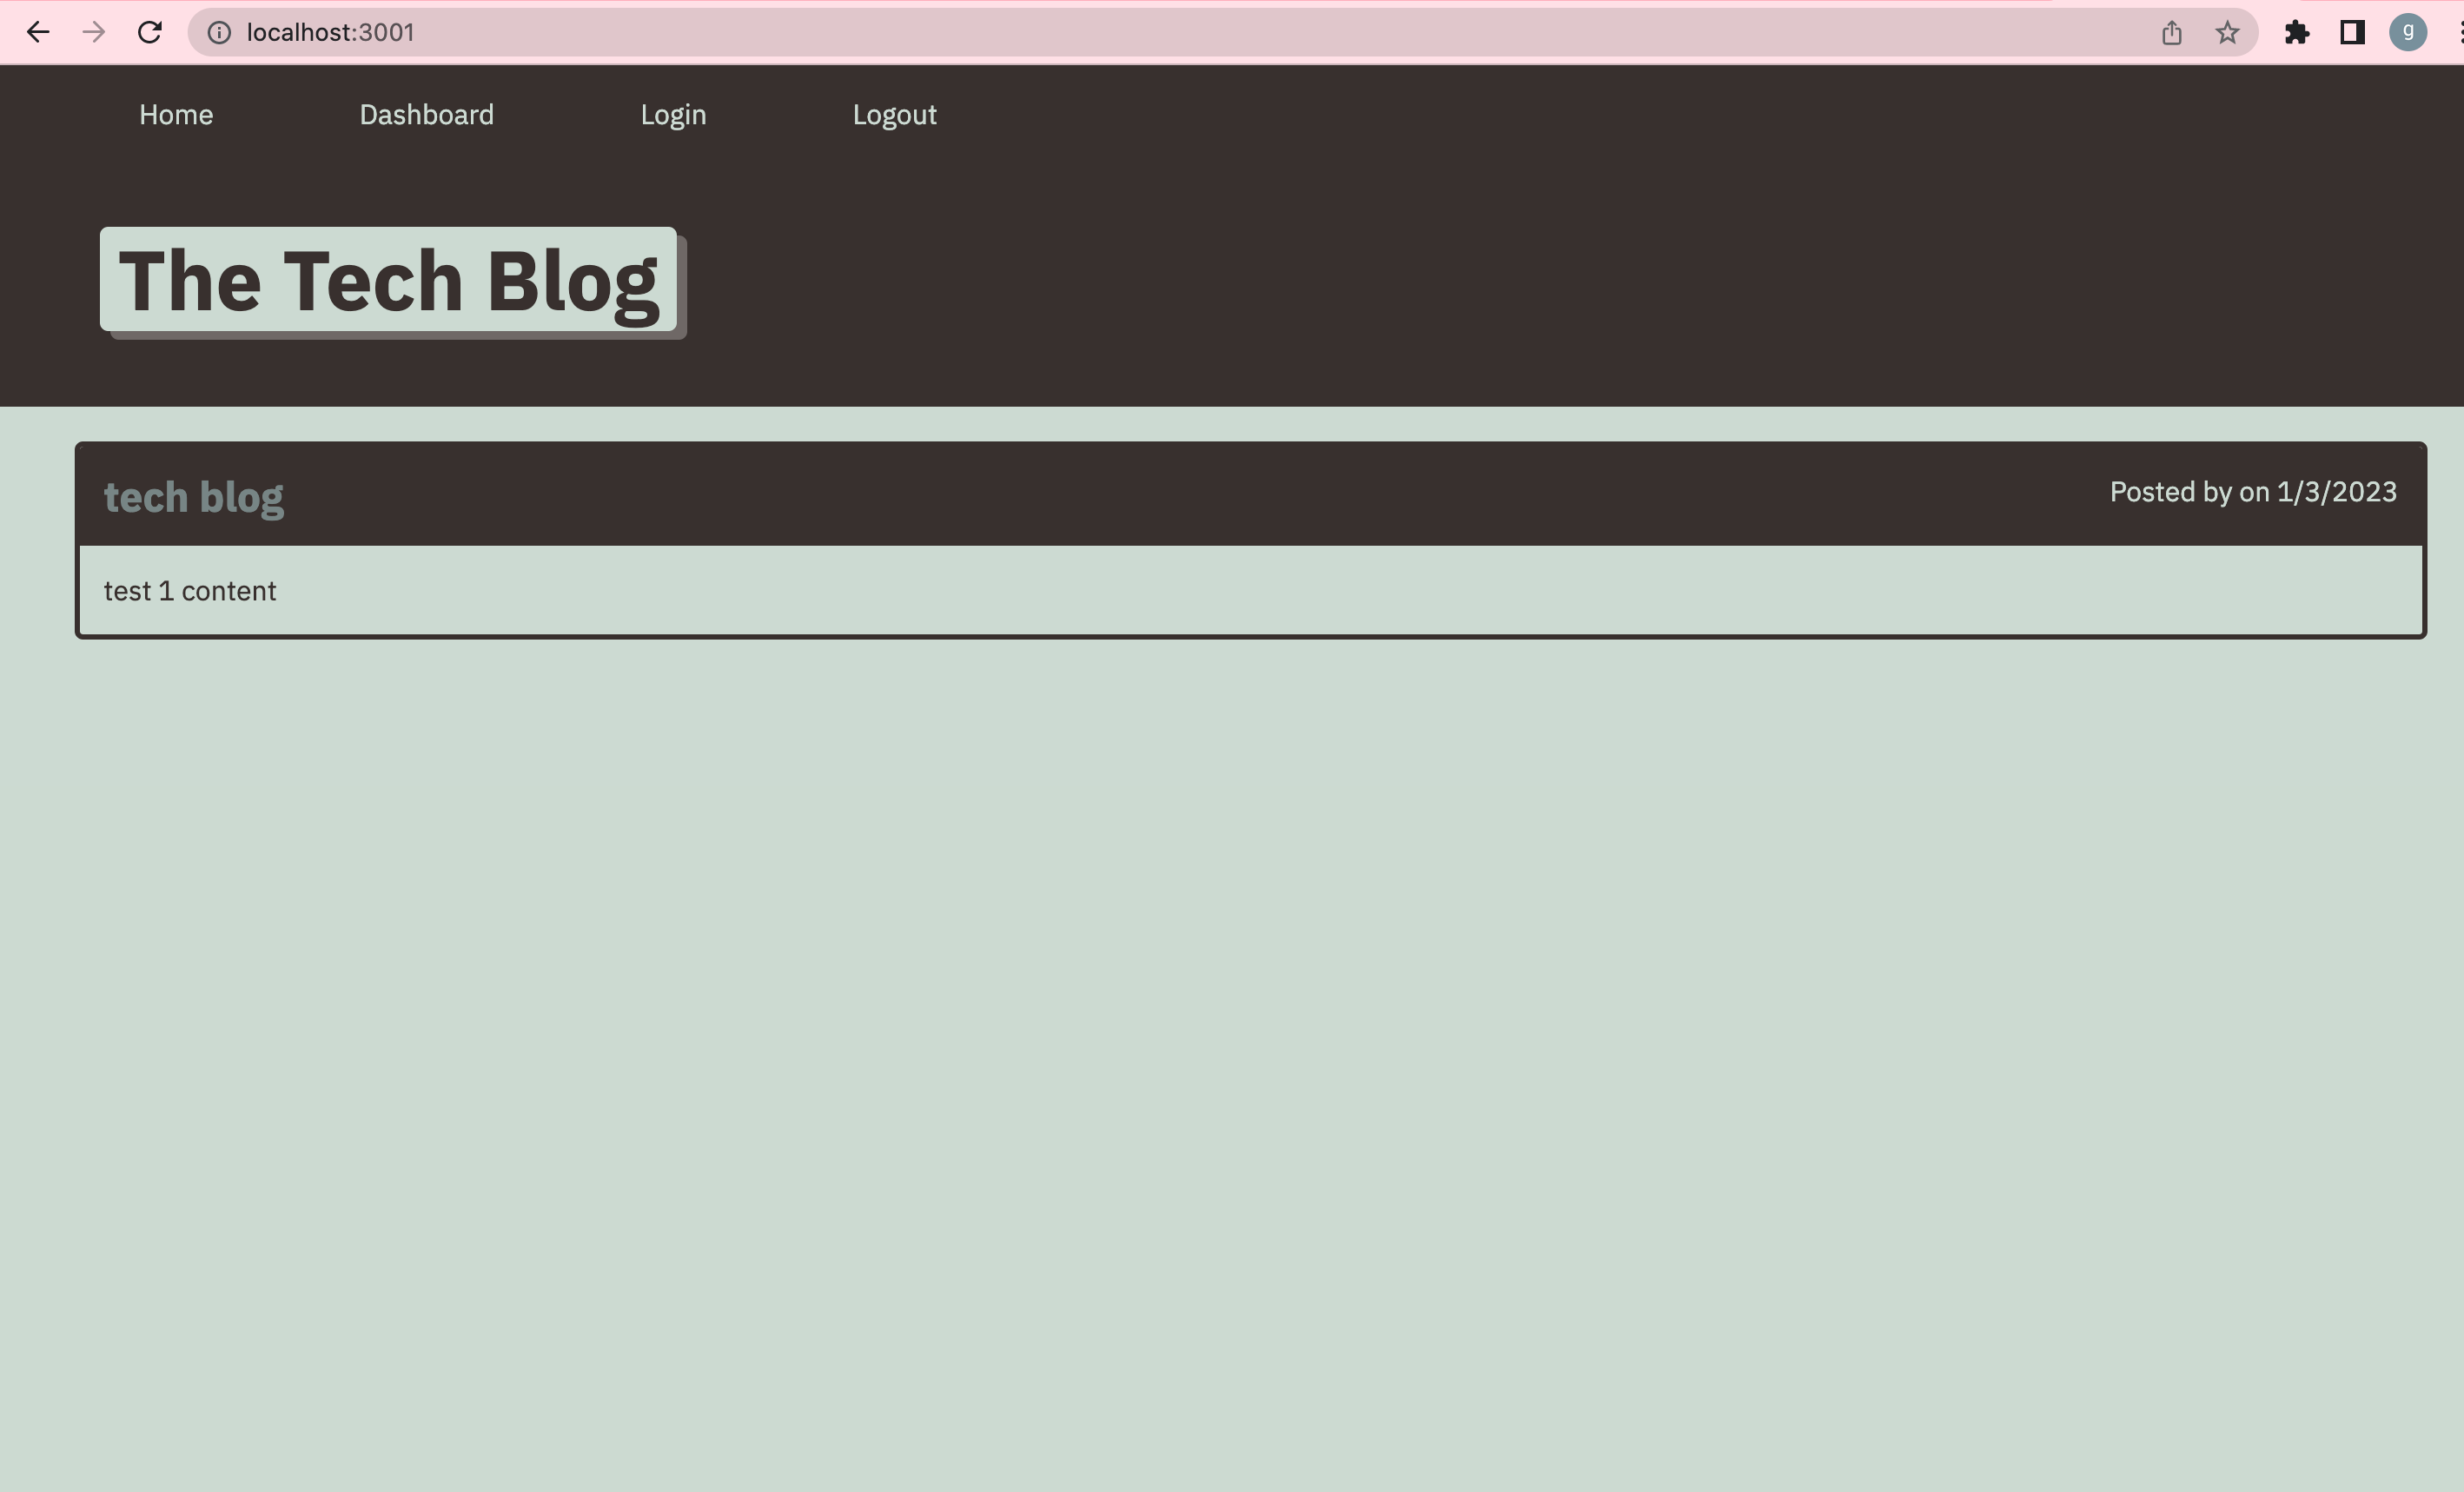 localhost:3001
g
Home Dashboard Login Logout
The Tech Blog
tech blog
Posted by on 1/3/2023
test 1 content